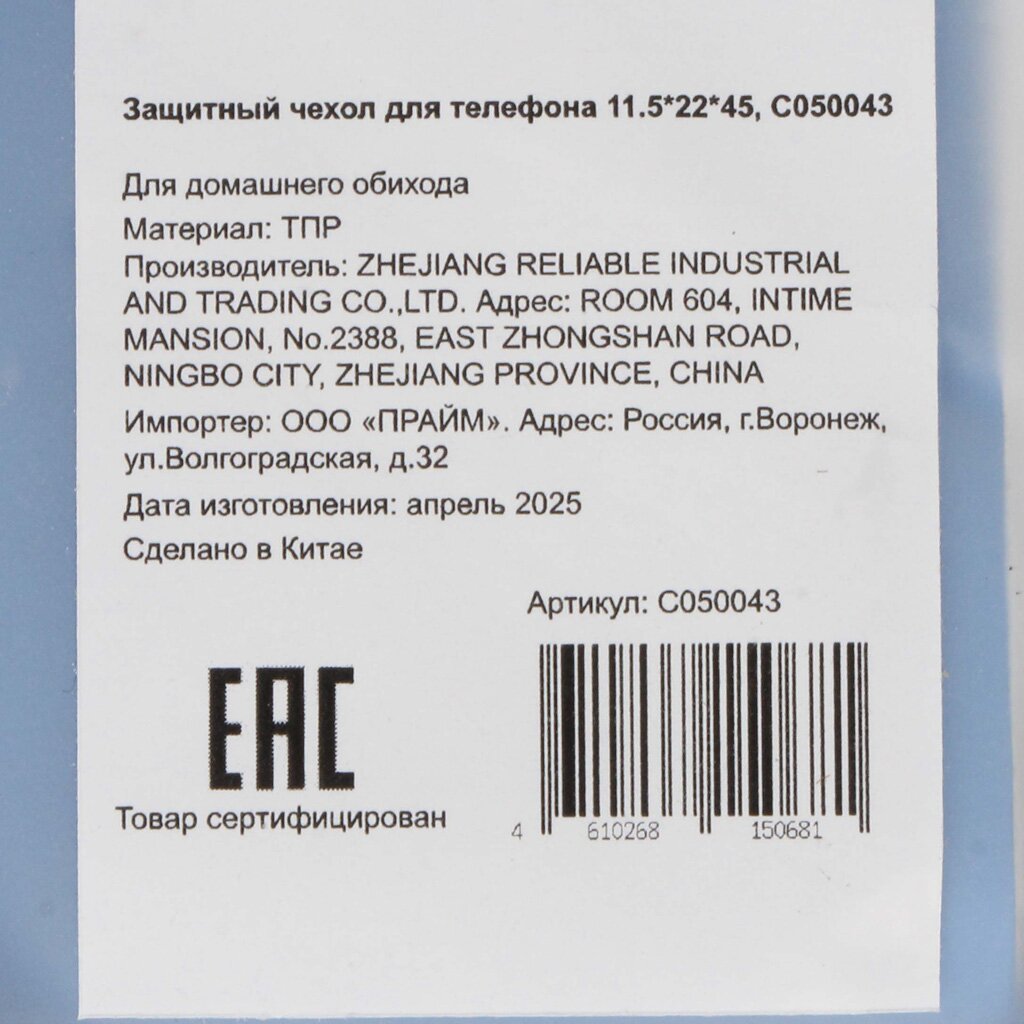 Защитный чехол для телефона 11.5*22*45, C050043
Для домашнего обихода
Материал: ТПР
Производитель: ZHEJIANG RELIABLE INDUSTRIAL
AND TRADING CO.,LTD. Адрес: ROOM 604, INTIME
MANSION, No.2388, EAST ZHONGSHAN ROAD,
NINGBO CITY, ZHEJIANG PROVINCE, CHINA
Импортер: ООО «ПРАЙМ». Адрес: Россия, г.Воронеж,
ул.Волгоградская, д.32
Дата изготовления: апрель 2025
Сделано в Китае
Артикул: C050043
EAC
Товар сертифицирован
4 610268 150681